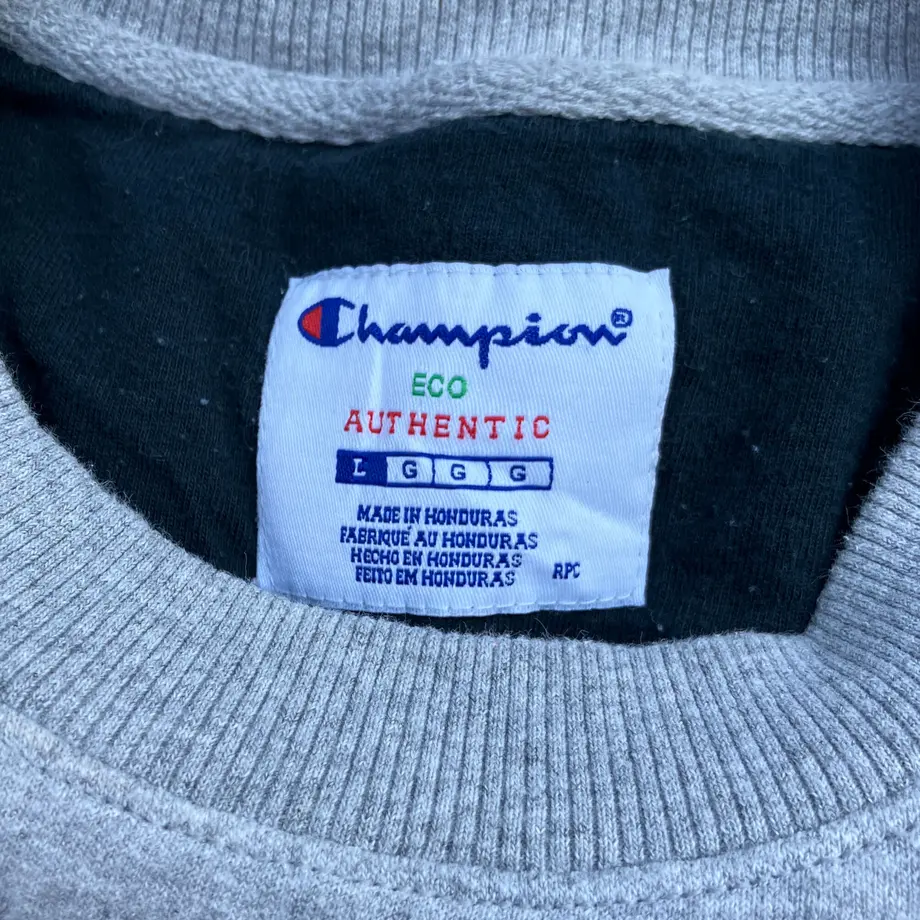 Champion®
ECO
AUTHENTIC
L G G G
MADE IN HONDURAS
FABRIQUÉ AU HONDURAS
HECHO EN HONDURAS
FEITO EM HONDURAS RPC